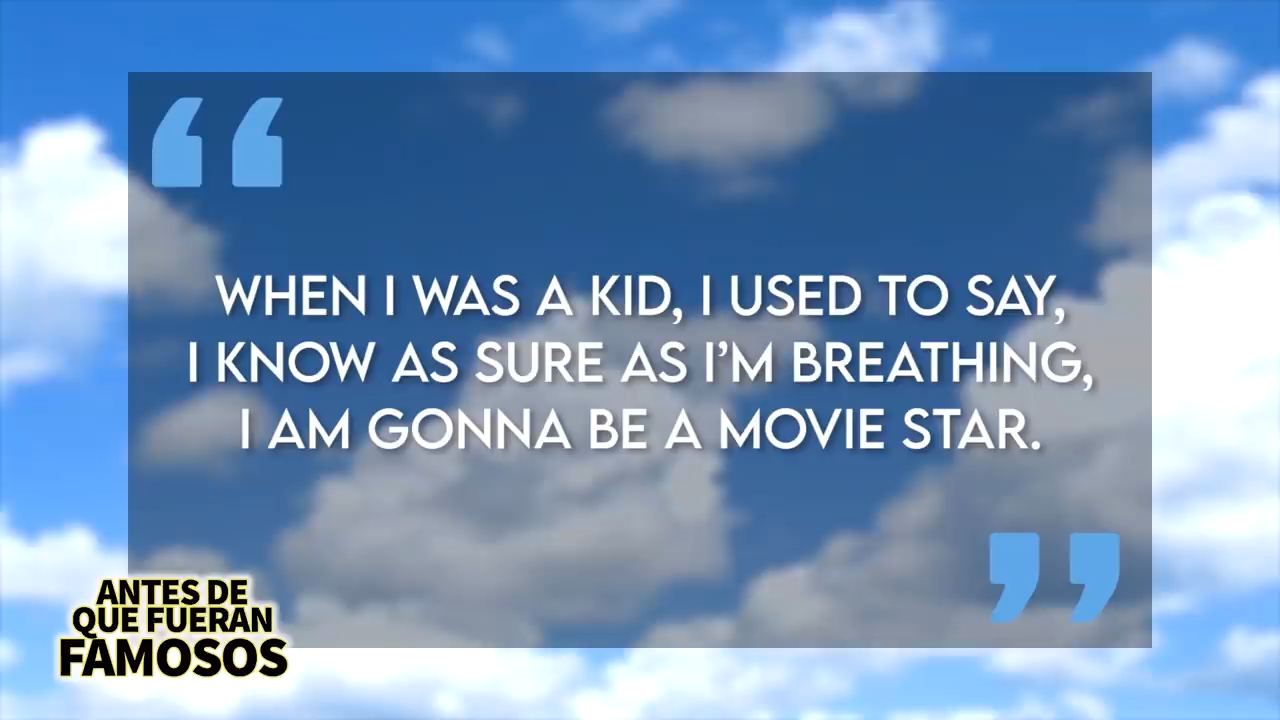 WHEN I WAS A KID, I USED TO SAY,
I KNOW AS SURE AS I’M BREATHING,
I AM GONNA BE A MOVIE STAR.
ANTES DE
QUE FUERAN
FAMOSOS